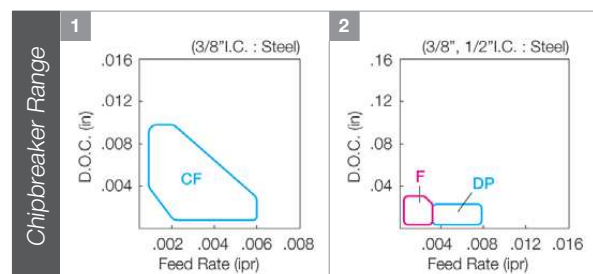 Chipbreaker Range
1
(3/8"I.C. : Steel)
.016
.012
.008
.004
D.O.C. (in)
CF
.002 .004 .006 .008
Feed Rate (ipr)
2
(3/8", 1/2"I.C. : Steel)
.16
.12
.08
.04
D.O.C. (in)
F
DP
.004 .008 .012 .016
Feed Rate (ipr)